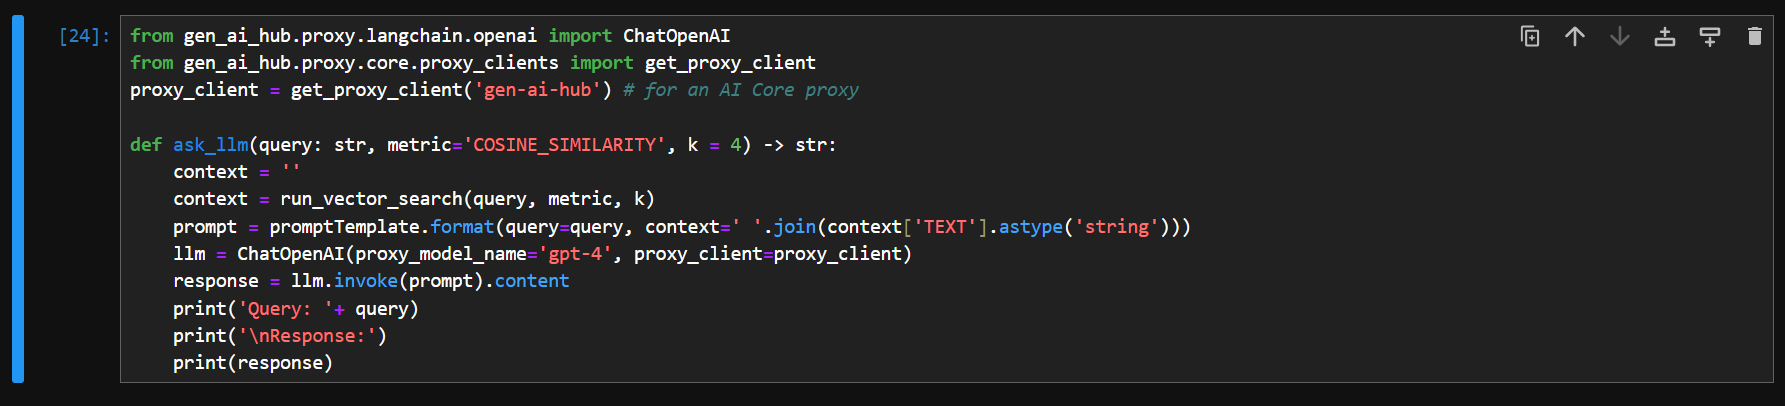 [24]: from gen_ai_hub.proxy.langchain.openai import ChatOpenAI
from gen_ai_hub.proxy.core.proxy_clients import get_proxy_client
proxy_client = get_proxy_client('gen-ai-hub') # for an AI Core proxy

def ask_llm(query: str, metric='COSINE_SIMILARITY', k = 4) -> str:
    context = ''
    context = run_vector_search(query, metric, k)
    prompt = promptTemplate.format(query=query, context=' '.join(context['TEXT'].astype('string')))
    llm = ChatOpenAI(proxy_model_name='gpt-4', proxy_client=proxy_client)
    response = llm.invoke(prompt).content
    print('Query: '+ query)
    print('\nResponse:')
    print(response)